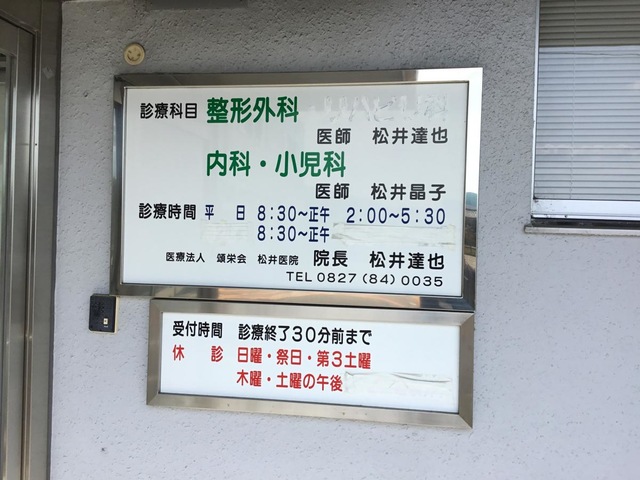 診療科目 整形外科
医師 松井達也
内科・小児科
医師 松井晶子
診療時間 平 日 8:30〜正午 2:00〜5:30
8:30〜正午
医療法人 頌栄会 松井医院 院長 松井達也
TEL 0827 (84) 0035
受付時間 診療終了30分前まで
休 診 日曜・祭日・第3土曜
木曜・土曜の午後